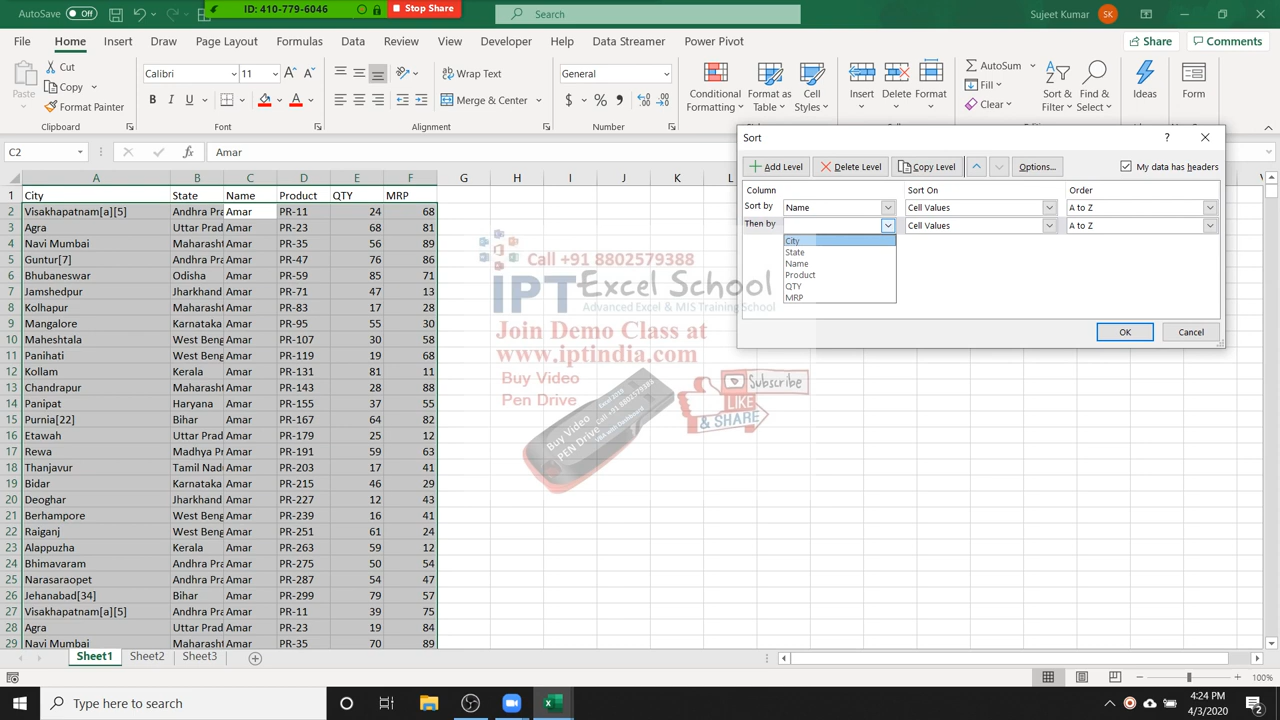 AutoSave Off
ID: 410-779-6046
Stop Share
Search
Sujeet Kumar
SK
File Home Insert Draw Page Layout Formulas Data Review View Developer Help Data Streamer Power Pivot
Share Comments
Paste
Cut
Copy
Format Painter
Calibri 11
B I U
Wrap Text
Merge & Center
General
$ % ,
Conditional Formatting
Format as Table
Cell Styles
Insert Delete Format
AutoSum
Fill
Clear
Sort & Filter
Find & Select
Ideas
Form
Clipboard Font Alignment Number
C2 fx Amar
A B C D E F G H I J K L
1 City State Name Product QTY MRP
2 Visakhapatnam[a][5] Andhra Pra Amar PR-11 24 68
3 Agra Uttar Prad Amar PR-23 68 81
4 Navi Mumbai Maharasht Amar PR-35 56 89
5 Guntur[7] Andhra Pra Amar PR-47 76 86
6 Bhubaneswar Odisha Amar PR-59 85 71
7 Jamshedpur Jharkhand Amar PR-71 47 13
8 Kolhapur Maharasht Amar PR-83 17 28
9 Mangalore Karnataka Amar PR-95 55 30
10 Maheshtala West Beng Amar PR-107 30 58
11 Panihati West Beng Amar PR-119 19 68
12 Kollam Kerala Amar PR-131 81 11
13 Chandrapur Maharasht Amar PR-143 28 88
14 Panipat Haryana Amar PR-155 37 55
15 Purnia[22] Bihar Amar PR-167 64 82
16 Etawah Uttar Prad Amar PR-179 25 12
17 Rewa Madhya P Amar PR-191 59 63
18 Thanjavur Tamil Nad Amar PR-203 17 41
19 Bidar Karnataka Amar PR-215 46 29
20 Deoghar Jharkhand Amar PR-227 12 43
21 Berhampore West Beng Amar PR-239 16 41
22 Raiganj West Beng Amar PR-251 61 24
23 Alappuzha Kerala Amar PR-263 59 12
24 Bhimavaram Andhra Pra Amar PR-275 50 54
25 Narasaraopet Andhra Pra Amar PR-287 54 47
26 Jehanabad[34] Bihar Amar PR-299 79 57
27 Visakhapatnam[a][5] Andhra Pra Amar PR-11 39 75
28 Agra Uttar Prad Amar PR-23 19 84
29 Navi Mumbai Maharasht Amar PR-35 70 89
Sort
Add Level Delete Level Copy Level Options... My data has headers
Column Sort On Order
Sort by Name Cell Values A to Z
Then by Cell Values A to Z
City
State
Name
Product
QTY
MRP
OK Cancel
Call +91 8802579388
IPT Excel School
Advanced Excel & MIS Training School
Join Demo Class at
www.iptindia.com
Buy Video
Pen Drive
Excel 2013
Buy Video
PEN Drive
Call +91 8802579388
VBA with Dashboard
Subscribe
LIKE
& SHARE
Sheet1 Sheet2 Sheet3
100%
Type here to search
4:24 PM
4/3/2020
2